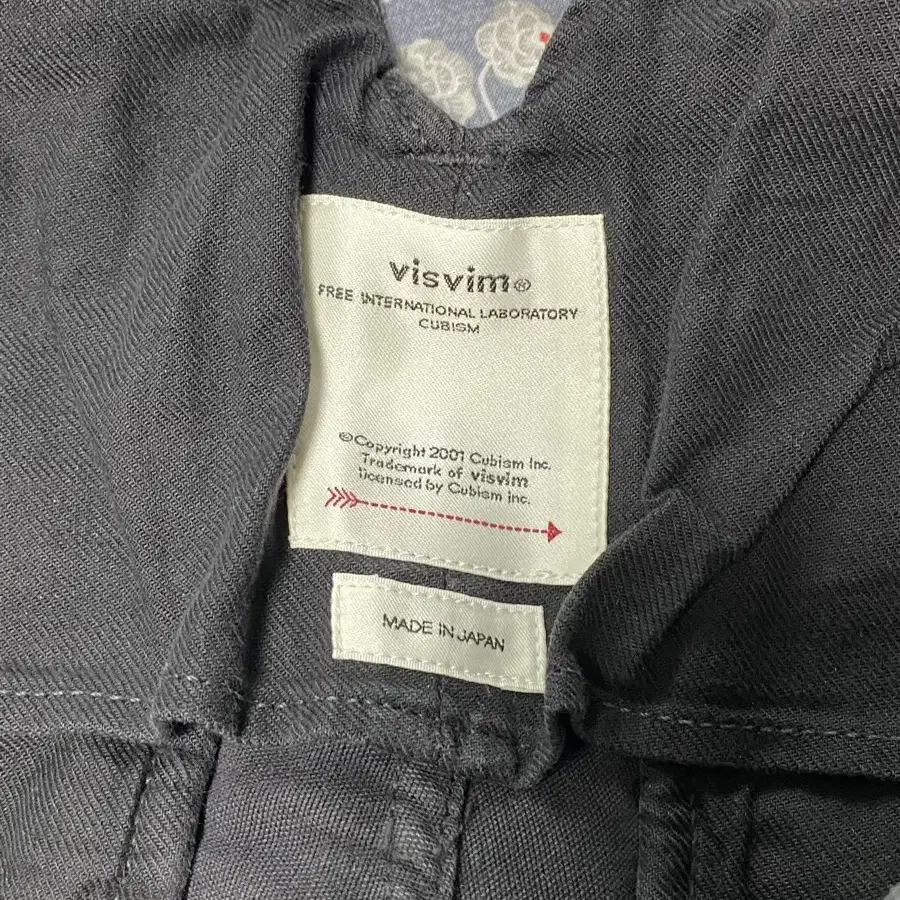 visvim®
FREE INTERNATIONAL LABORATORY
CUBISM
©Copyright 2001 Cubism Inc.
Trademark of visvim
licensed by Cubism inc.
MADE IN JAPAN